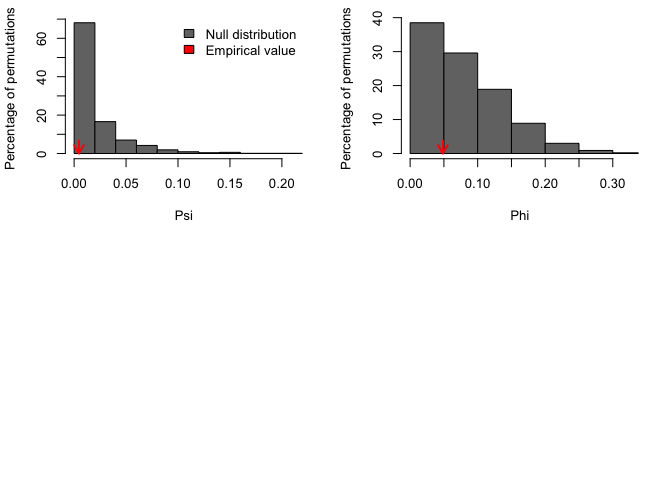 Percentage of permutations
0
20
40
60
0.00 0.05 0.10 0.15 0.20
Psi
Null distribution
Empirical value
Percentage of permutations
0
10
20
30
40
0.00 0.10 0.20 0.30
Phi